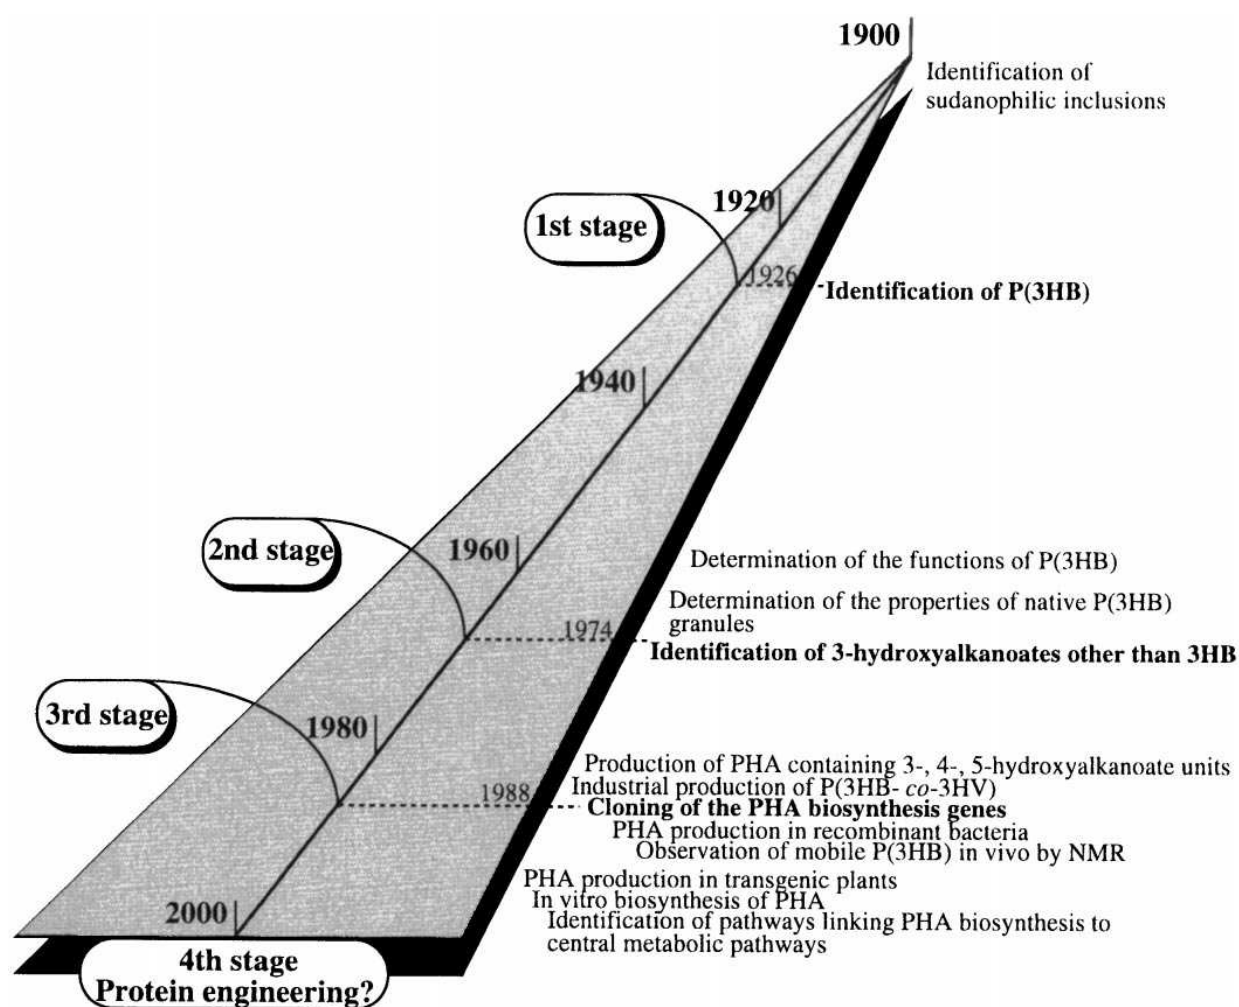 1900
Identification of
sudanophilic inclusions
1920
1st stage
1926
Identification of P(3HB)
1940
2nd stage
1960
Determination of the functions of P(3HB)
Determination of the properties of native P(3HB)
granules
1974
Identification of 3-hydroxyalkanoates other than 3HB
3rd stage
1980
Production of PHA containing 3-, 4-, 5-hydroxyalkanoate units
Industrial production of P(3HB-co-3HV)
1988
Cloning of the PHA biosynthesis genes
PHA production in recombinant bacteria
Observation of mobile P(3HB) in vivo by NMR
PHA production in transgenic plants
In vitro biosynthesis of PHA
Identification of pathways linking PHA biosynthesis to
central metabolic pathways
2000
4th stage
Protein engineering?